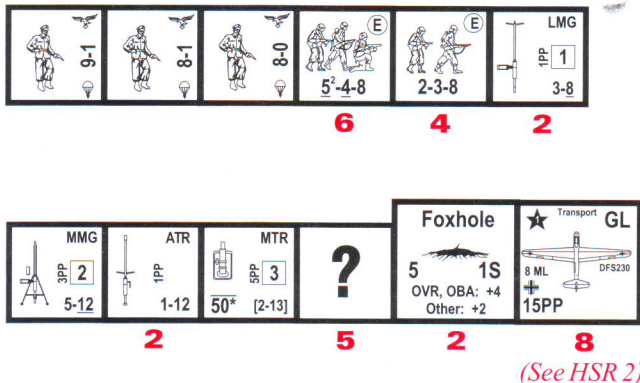 9-1
8-1
8-0
E
5²-4-8
E
2-3-8
LMG
1PP 1
3-8
6
4
2
MMG
3PP 2
5-12
ATR
1PP
1-12
MTR
5PP 3
50* [2-13]
?
Foxhole
5 1S
OVR, OBA: +4
Other: +2
1 Transport GL
DFS230
8 ML
15PP
2
5
2
8
(See HSR 2)